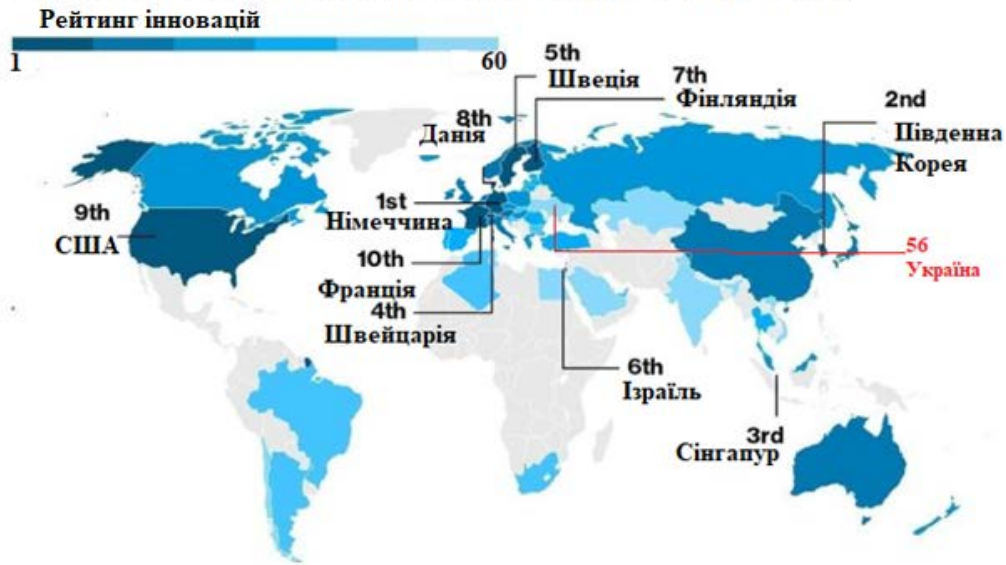 Рейтинг інновацій
1
60
5th
Швеція
7th
Фінляндія
2nd
Південна
Корея
8th
Данія
1st
Німеччина
9th
США
10th
Франція
4th
Швейцарія
56
Україна
6th
Ізраїль
3rd
Сінгапур